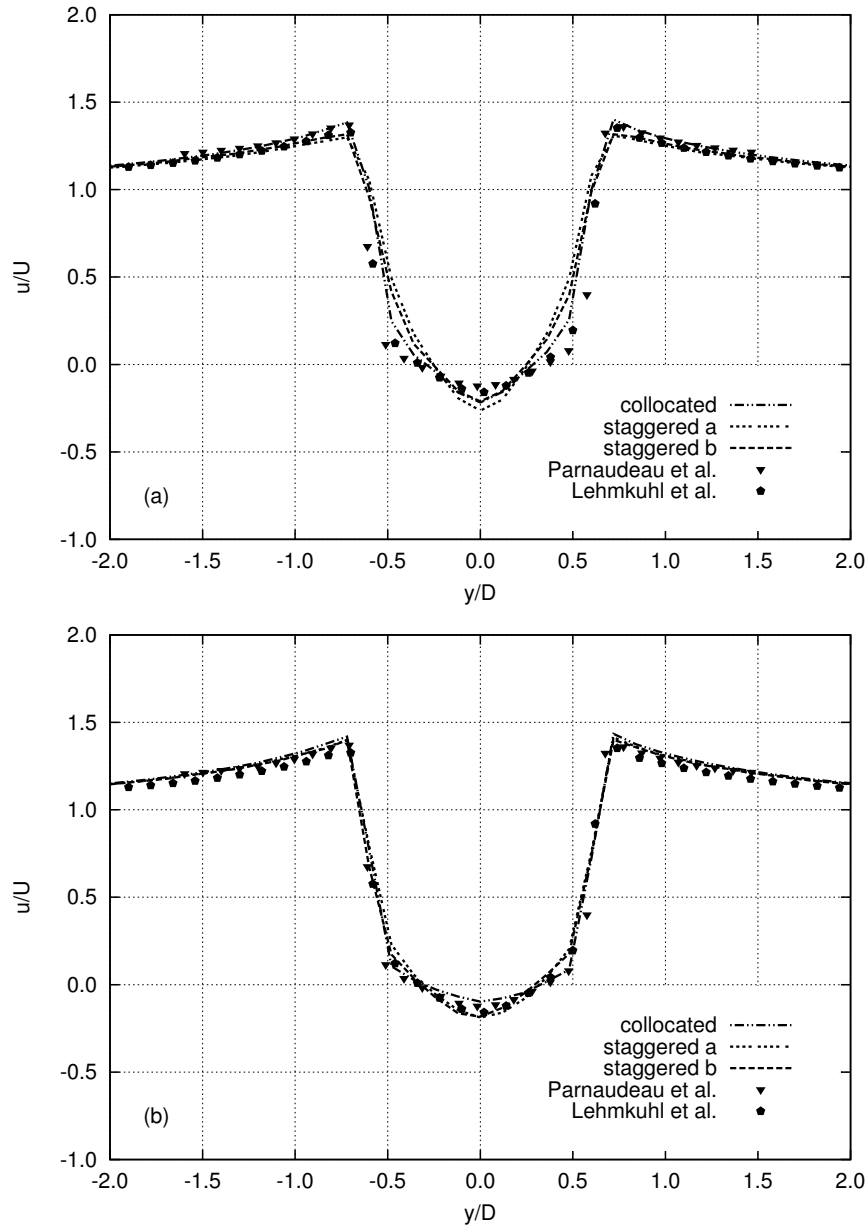 2.0
1.5
1.0
0.5
0.0
-0.5
-1.0
u/U
collocated
staggered a
staggered b
Parnaudeau et al.
Lehmkuhl et al.
(a)
-2.0 -1.5 -1.0 -0.5 0.0 0.5 1.0 1.5 2.0
y/D
2.0
1.5
1.0
0.5
0.0
-0.5
-1.0
u/U
collocated
staggered a
staggered b
Parnaudeau et al.
Lehmkuhl et al.
(b)
-2.0 -1.5 -1.0 -0.5 0.0 0.5 1.0 1.5 2.0
y/D